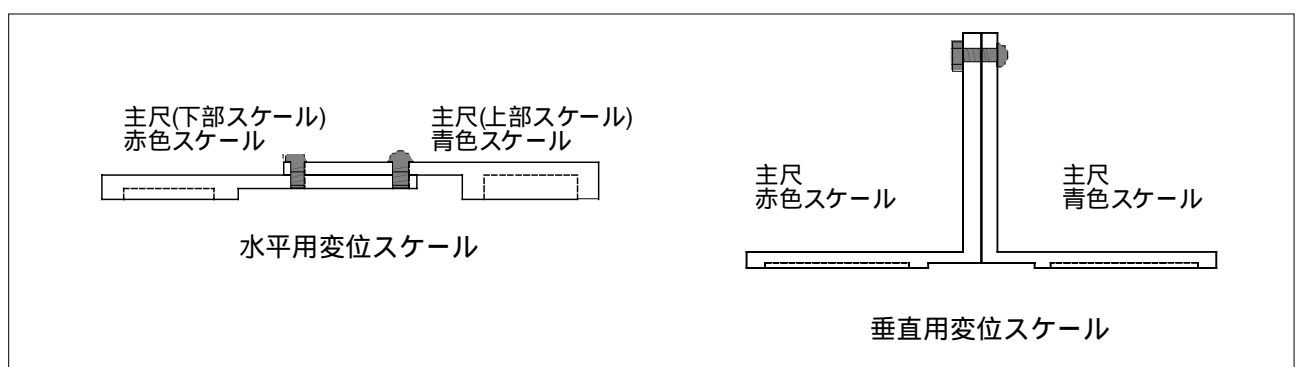 主尺(下部スケール)
赤色スケール
主尺(上部スケール)
青色スケール
水平用変位スケール
主尺
赤色スケール
主尺
青色スケール
垂直用変位スケール